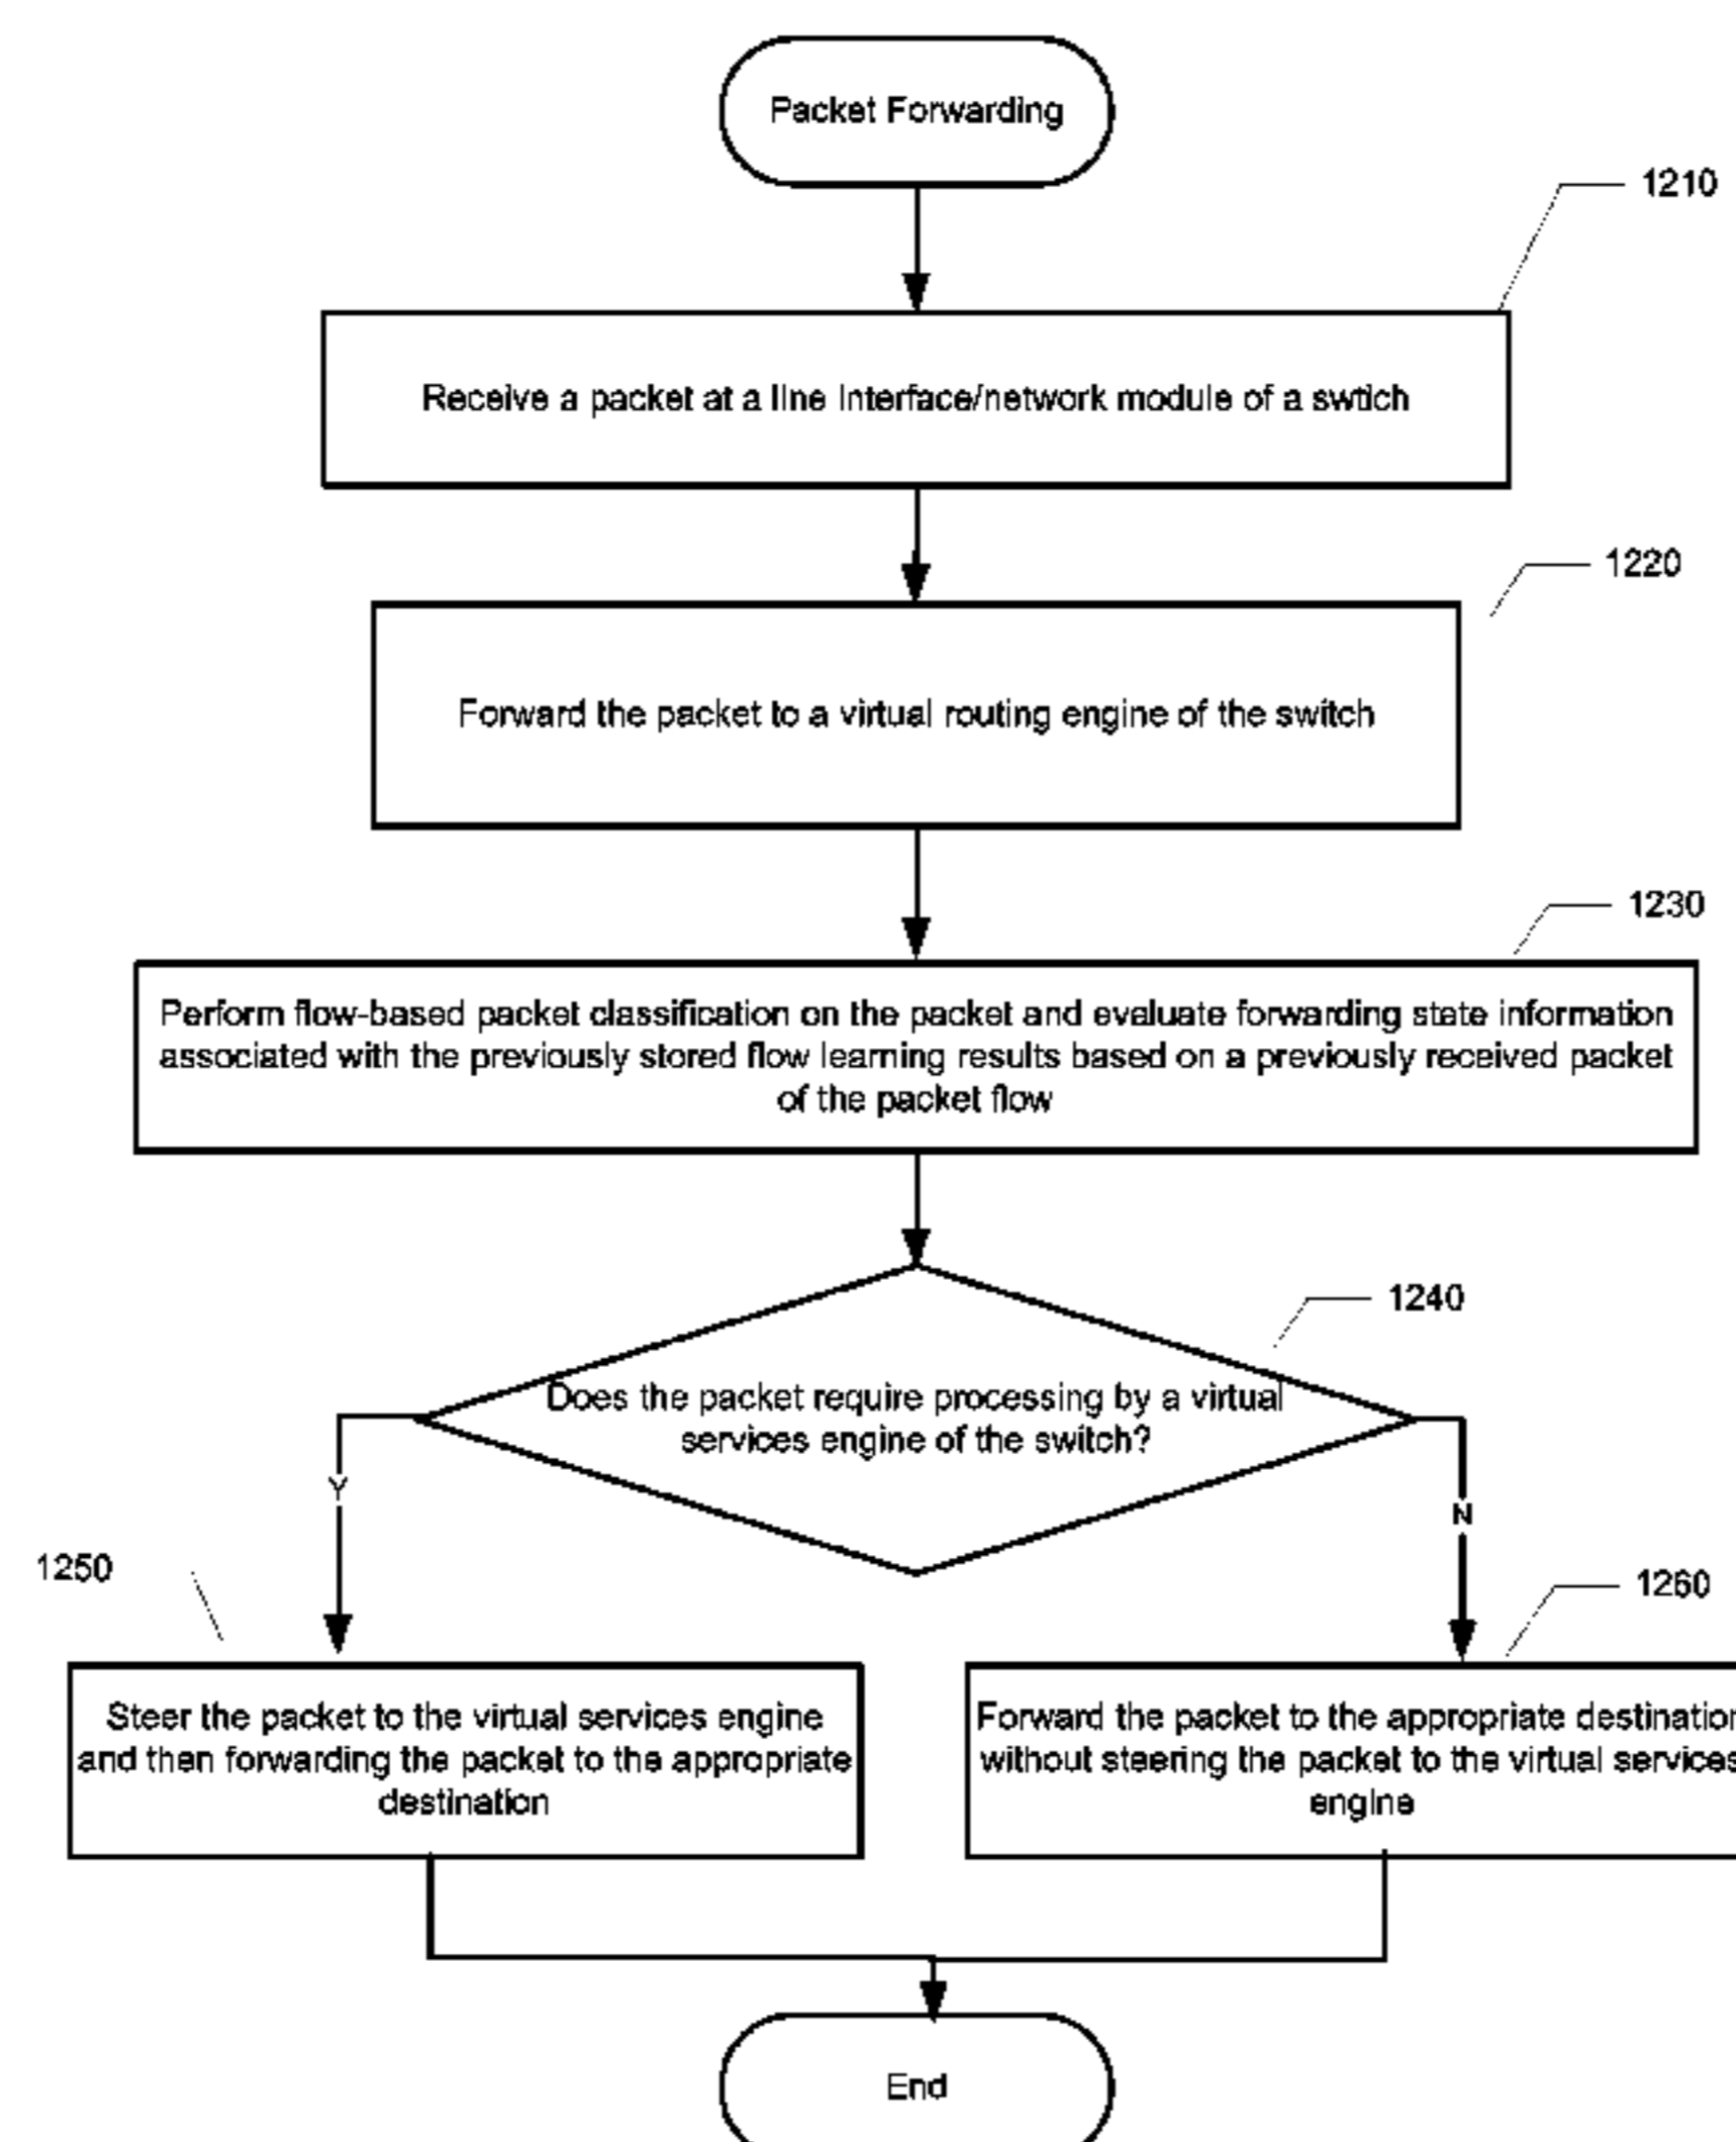 Packet Forwarding
1210
Receive a packet at a line Interface/network module of a swtich
1220
Forward the packet to a virtual routing engine of the switch
1230
Perform flow-based packet classification on the packet and evaluate forwarding state information
associated with the previously stored flow learning results based on a previously received packet
of the packet flow
1240
Does the packet require processing by a virtual
services engine of the switch?
Y
N
1250
1260
Steer the packet to the virtual services engine
and then forwarding the packet to the appropriate
destination
Forward the packet to the appropriate destination
without steering the packet to the virtual services
engine
End